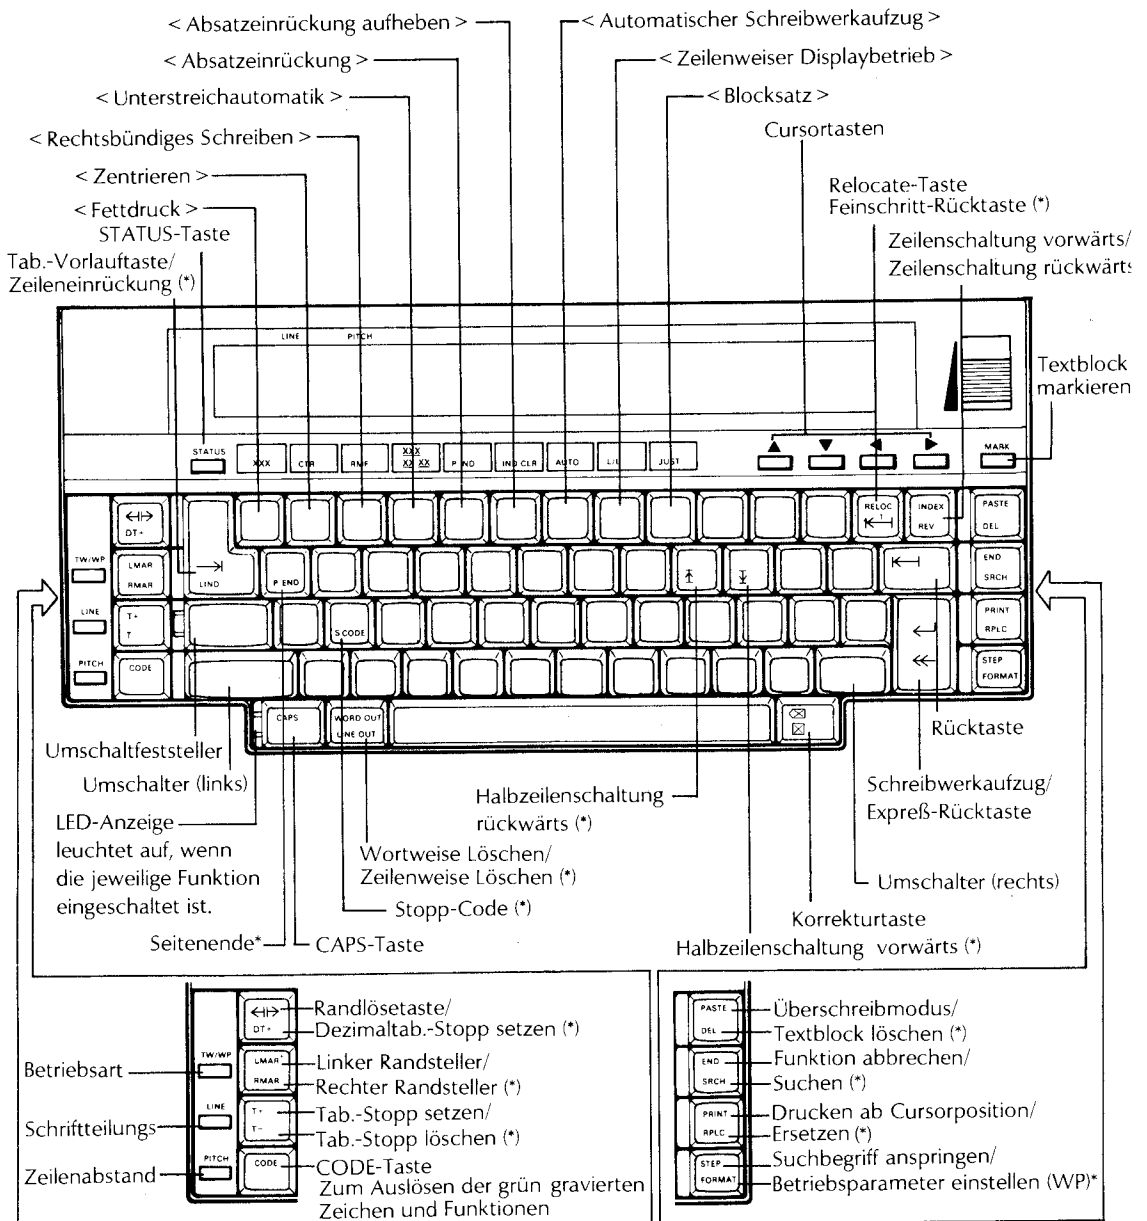 < Absatzeinrückung aufheben >
< Automatischer Schreibwerkaufzug >
< Absatzeinrückung >
< Zeilenweiser Displaybetrieb >
< Unterstreichautomatik >
< Blocksatz >
< Rechtsbündiges Schreiben >
Cursortasten
< Zentrieren >
Relocate-Taste
Feinschritt-Rücktaste (*)
< Fettdruck >
STATUS-Taste
Zeilenschaltung vorwärts/
Zeilenschaltung rückwärts
Tab.-Vorlauftaste/
Zeileneinrückung (*)
LINE PITCH
Textblock
markieren
STATUS
XXX
CTR
RMF
XXX
XX XX
P IND
IND CLR
AUTO
L/L
JUST
MARK
DT+
RELOC
INDEX
REV
PASTE
DEL
TW/WP
LMAR
RMAR
LIND
P END
END
SRCH
LINE
T+
T
S CODE
PRINT
RPLC
PITCH
CODE
STEP
FORMAT
CAPS
WORD OUT
LINE OUT
Umschaltfeststeller
Rücktaste
Umschalter (links)
Halbzeilenschaltung
rückwärts (*)
Schreibwerkaufzug/
Expreß-Rücktaste
LED-Anzeige
leuchtet auf, wenn
die jeweilige Funktion
eingeschaltet ist.
Wortweise Löschen/
Zeilenweise Löschen (*)
Umschalter (rechts)
Stopp-Code (*)
Korrekturtaste
Seitenende*
CAPS-Taste
Halbzeilenschaltung vorwärts (*)
DT+
Randlösetaste/
Dezimaltab.-Stopp setzen (*)
Betriebsart
TW/WP
LMAR
RMAR
Linker Randsteller/
Rechter Randsteller (*)
Schriftteilungs
LINE
T+
T-
Tab.-Stopp setzen/
Tab.-Stopp löschen (*)
Zeilenabstand
PITCH
CODE
CODE-Taste
Zum Auslösen der grün gravierten
Zeichen und Funktionen
PASTE
DEL
Überschreibmodus/
Textblock löschen (*)
END
SRCH
Funktion abbrechen/
Suchen (*)
PRINT
RPLC
Drucken ab Cursorposition/
Ersetzen (*)
STEP
FORMAT
Suchbegriff anspringen/
Betriebsparameter einstellen (WP)*